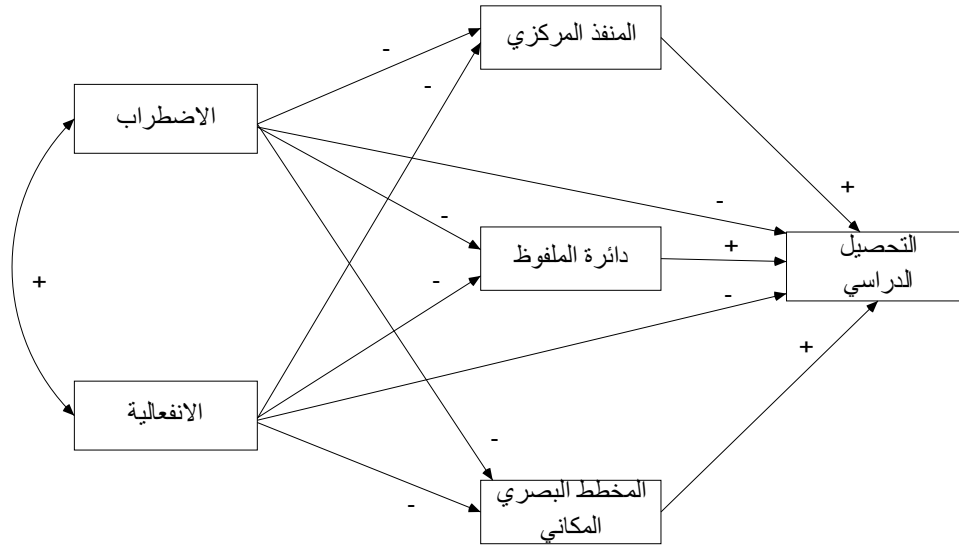 المنفذ المركزي
-
-
الاضطراب
+
-
-
-
+
التحصيل
الدراسي
دائرة الملفوظ
+
-
-
+
الانفعالية
-
المخطط البصري
المكاني
-